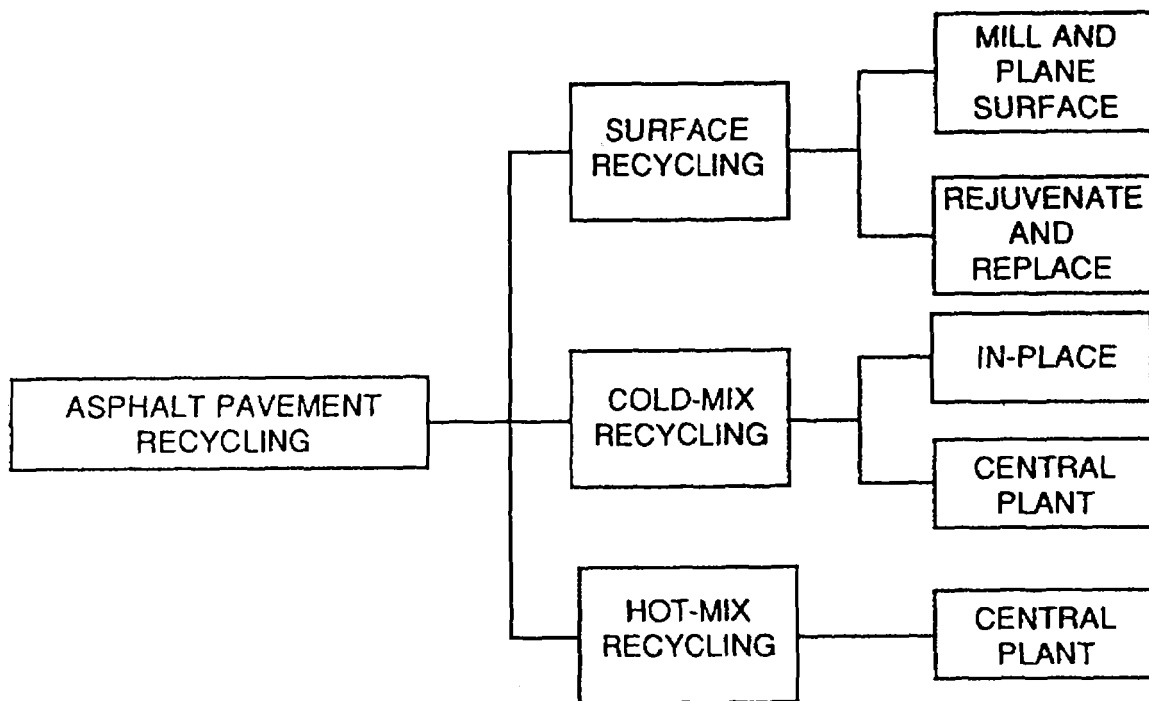 MILL AND
PLANE
SURFACE
SURFACE
RECYCLING
REJUVENATE
AND
REPLACE
IN-PLACE
ASPHALT PAVEMENT
RECYCLING
COLD-MIX
RECYCLING
CENTRAL
PLANT
HOT-MIX
RECYCLING
CENTRAL
PLANT